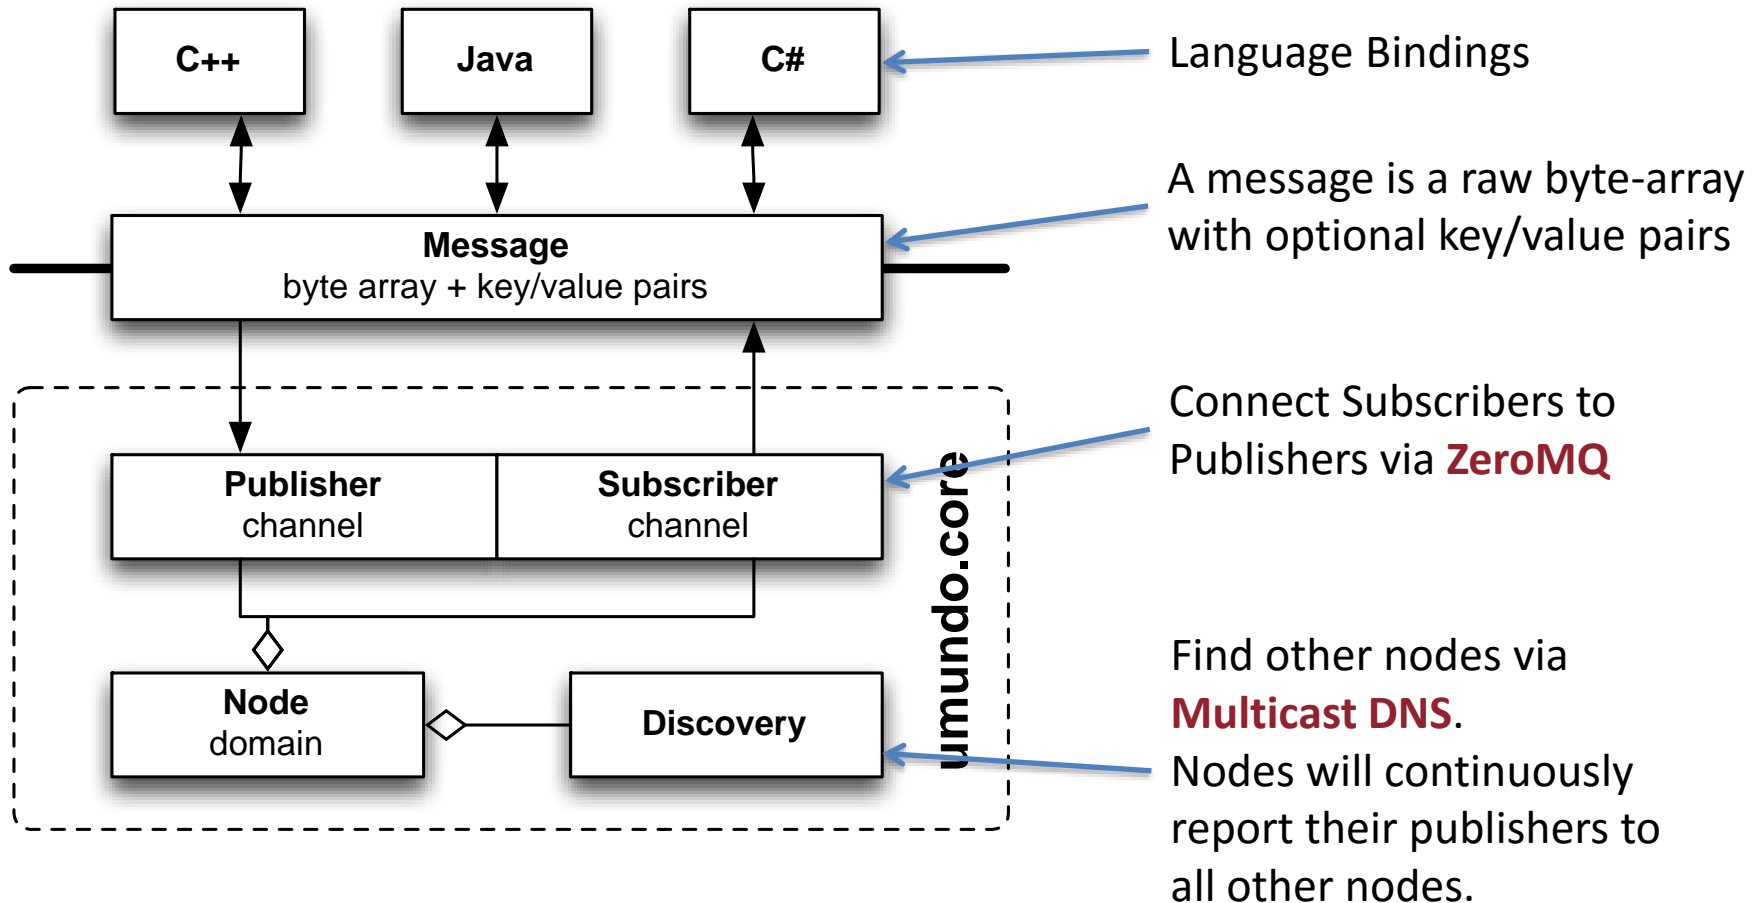 C++
Java
C#
Language Bindings
A message is a raw byte-array
with optional key/value pairs
Message
byte array + key/value pairs
Connect Subscribers to
Publishers via ZeroMQ
Publisher
channel
Subscriber
channel
umundo.core
Node
domain
Discovery
Find other nodes via
Multicast DNS.
Nodes will continuously
report their publishers to
all other nodes.